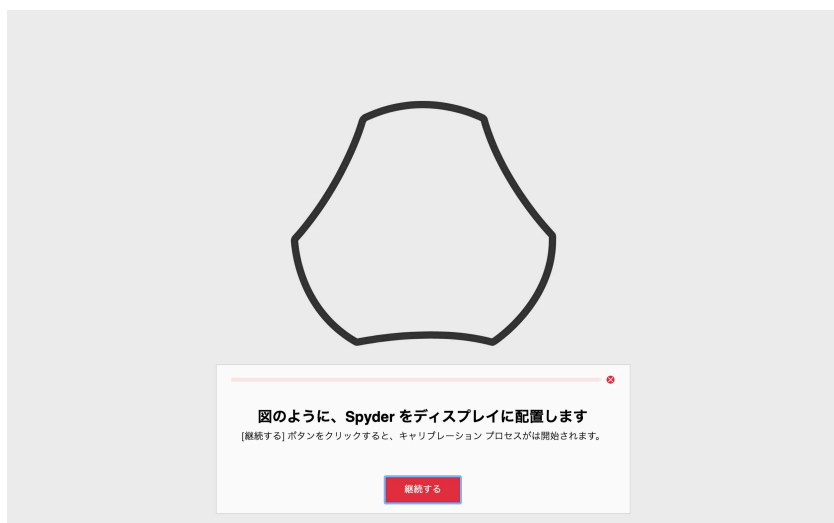 図のように、Spyder をディスプレイに配置します
[継続する] ボタンをクリックすると、キャリブレーション プロセスがは開始されます。
継続する